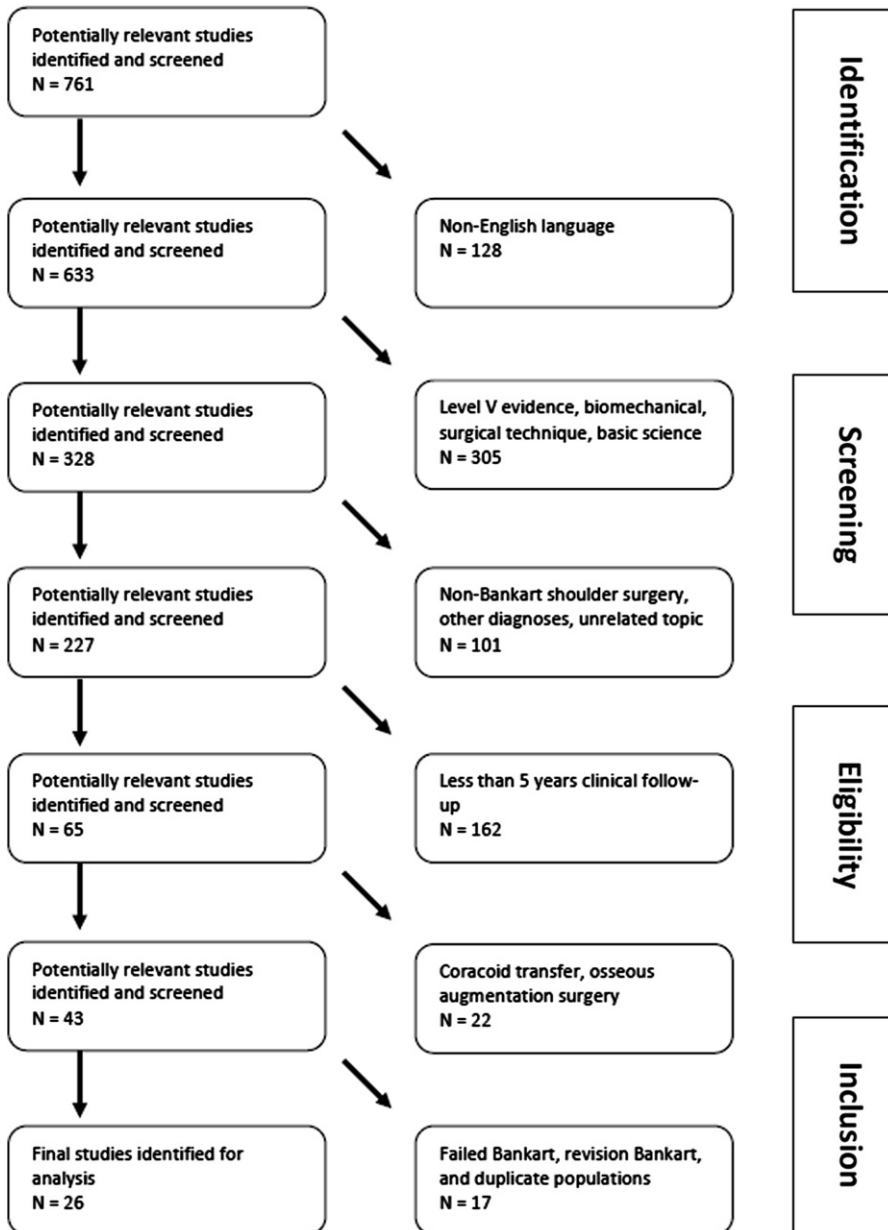 Potentially relevant studies
identified and screened
N = 761
Identification
Potentially relevant studies
identified and screened
N = 633
Non-English language
N = 128
Potentially relevant studies
identified and screened
N = 328
Level V evidence, biomechanical,
surgical technique, basic science
N = 305
Screening
Potentially relevant studies
identified and screened
N = 227
Non-Bankart shoulder surgery,
other diagnoses, unrelated topic
N = 101
Potentially relevant studies
identified and screened
N = 65
Less than 5 years clinical follow-
up
N = 162
Eligibility
Potentially relevant studies
identified and screened
N = 43
Coracoid transfer, osseous
augmentation surgery
N = 22
Final studies identified for
analysis
N = 26
Failed Bankart, revision Bankart,
and duplicate populations
N = 17
Inclusion